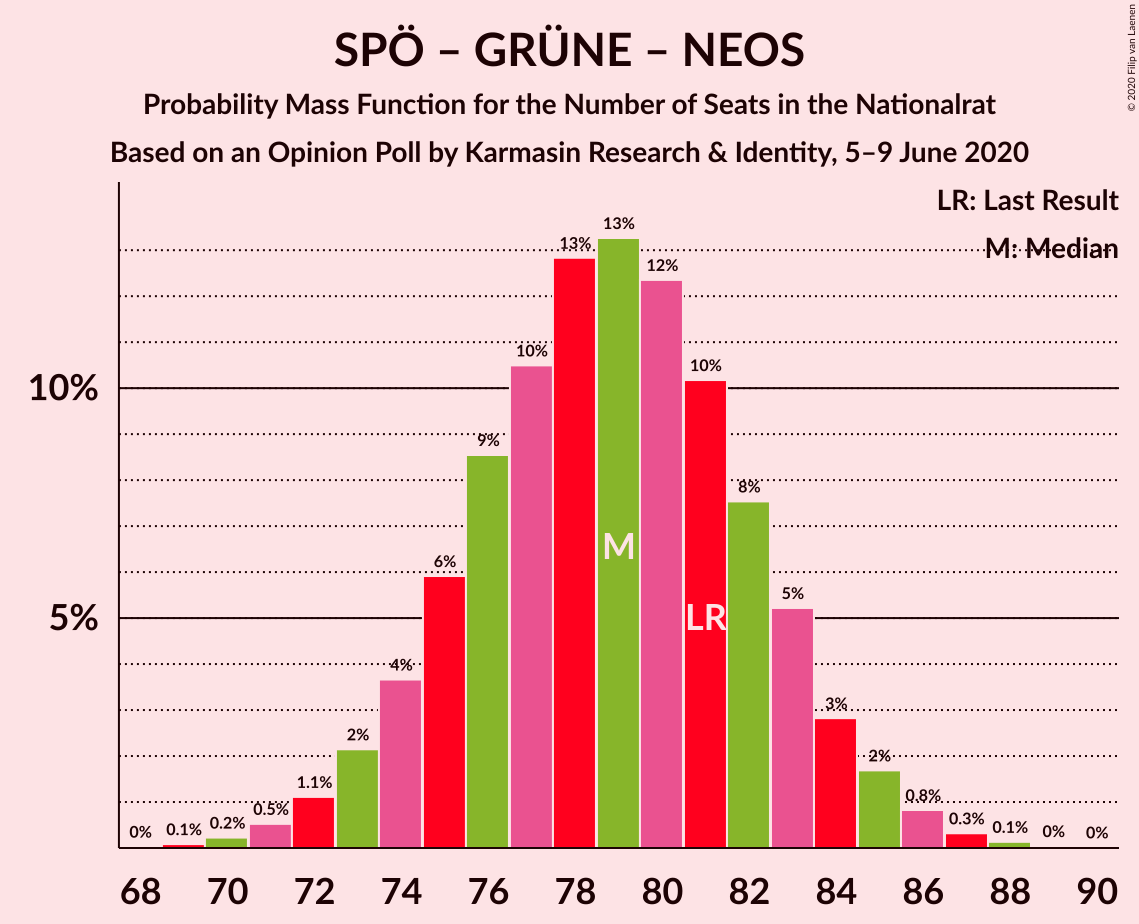 SPÖ – GRÜNE – NEOS
Probability Mass Function for the Number of Seats in the Nationalrat
Based on an Opinion Poll by Karmasin Research & Identity, 5–9 June 2020
© 2020 Filip van Laenen
LR: Last Result
M: Median
10%
5%
0%
0.1%
0.2%
0.5%
1.1%
2%
4%
6%
9%
10%
13%
13%
12%
10%
8%
5%
3%
2%
0.8%
0.3%
0.1%
0%
0%
M
LR
68 70 72 74 76 78 80 82 84 86 88 90